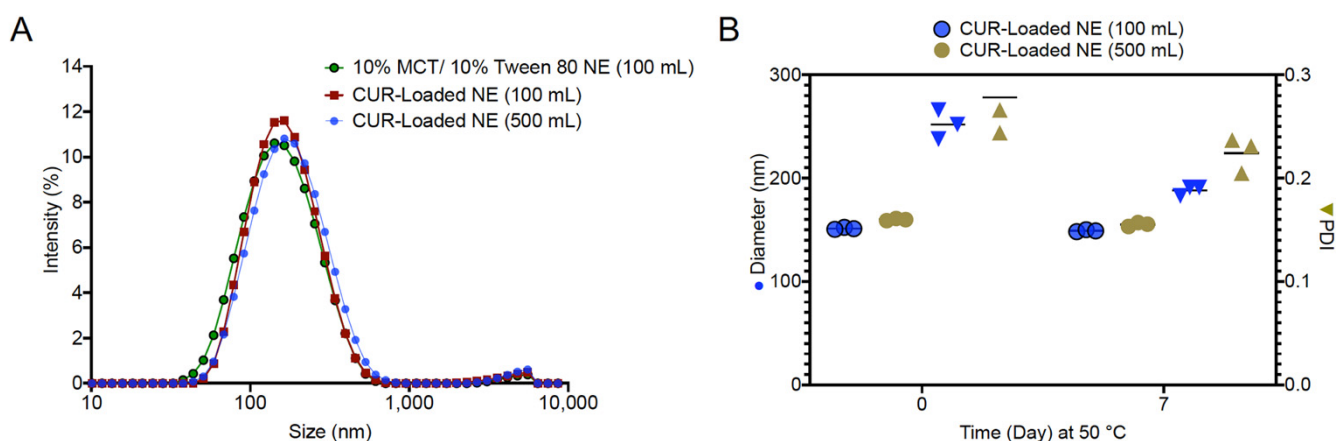 A
14
12
10
8
6
4
2
0
Intensity (%)
10% MCT/ 10% Tween 80 NE (100 mL)
CUR-Loaded NE (100 mL)
CUR-Loaded NE (500 mL)
10
100
1,000
10,000
Size (nm)
B
CUR-Loaded NE (100 mL)
CUR-Loaded NE (500 mL)
300
200
100
0
Diameter (nm)
0.3
0.2
0.1
0.0
PDI
0
7
Time (Day) at 50 °C